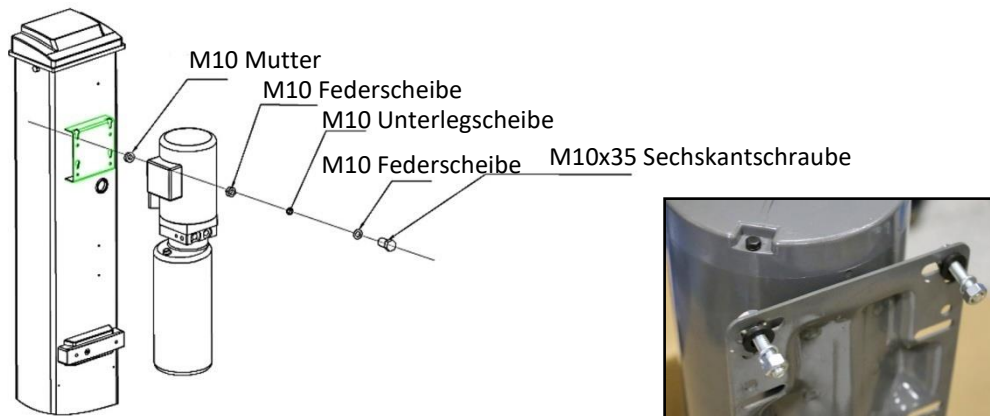 M10 Mutter
M10 Federscheibe
M10 Unterlegscheibe
M10 Federscheibe
M10x35 Sechskantschraube